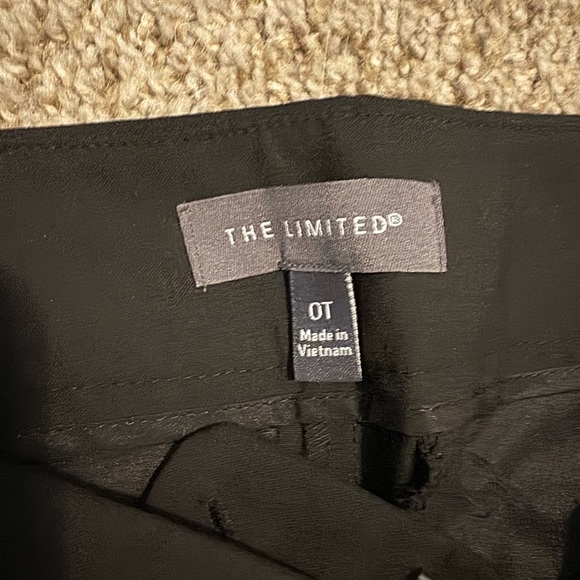 THE LIMITED®
0T
Made in
Vietnam